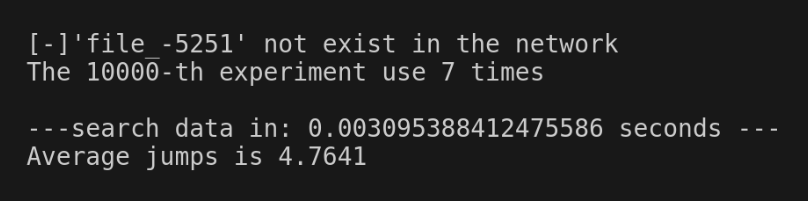 [-]'file_-5251' not exist in the network
The 10000-th experiment use 7 times
---search data in: 0.003095388412475586 seconds ---
Average jumps is 4.7641